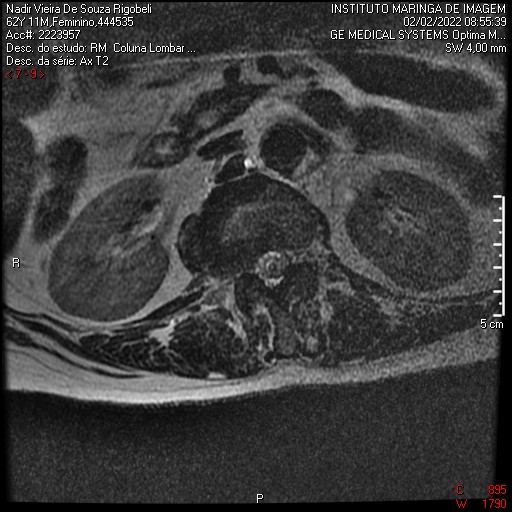 Nadir Vieira De Souza Rigobeli
62Y 11M,Feminino,444535
Acc#: 2223957
Desc. do estudo: RM Coluna Lombar ...
Desc. da série: Ax T2
< 7 - 9 >
INSTITUTO MARINGA DE IMAGEM
02/02/2022 08:55:39
GE MEDICAL SYSTEMS Optima M...
SW 4,00 mm
R
5 cm
P
C 895
W 1790